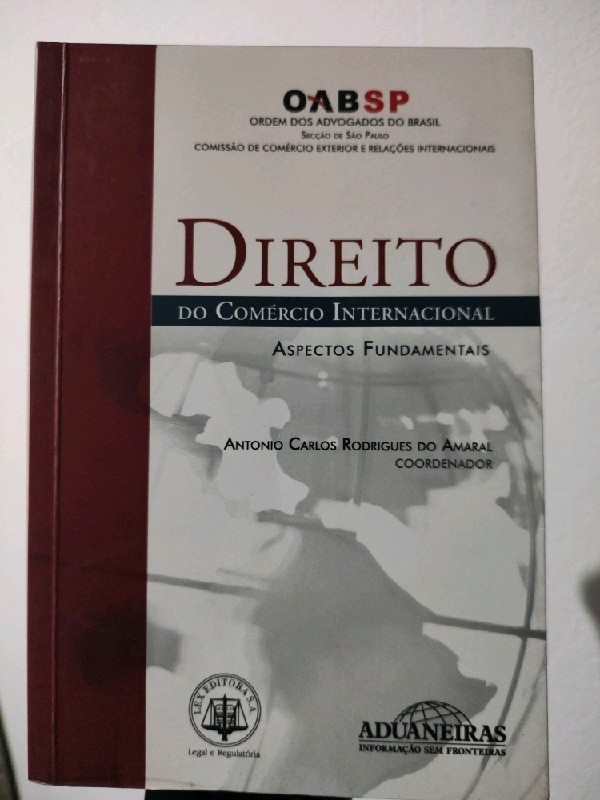 OABSP
ORDEM DOS ADVOGADOS DO BRASIL
SECÇÃO DE SÃO PAULO
COMISSÃO DE COMÉRCIO EXTERIOR E RELAÇÕES INTERNACIONAIS
DIREITO
DO COMÉRCIO INTERNACIONAL
ASPECTOS FUNDAMENTAIS
ANTONIO CARLOS RODRIGUES DO AMARAL
COORDENADOR
LEX EDITORA S.A
Legal e Regulatória
ADUANEIRAS
INFORMAÇÃO SEM FRONTEIRAS